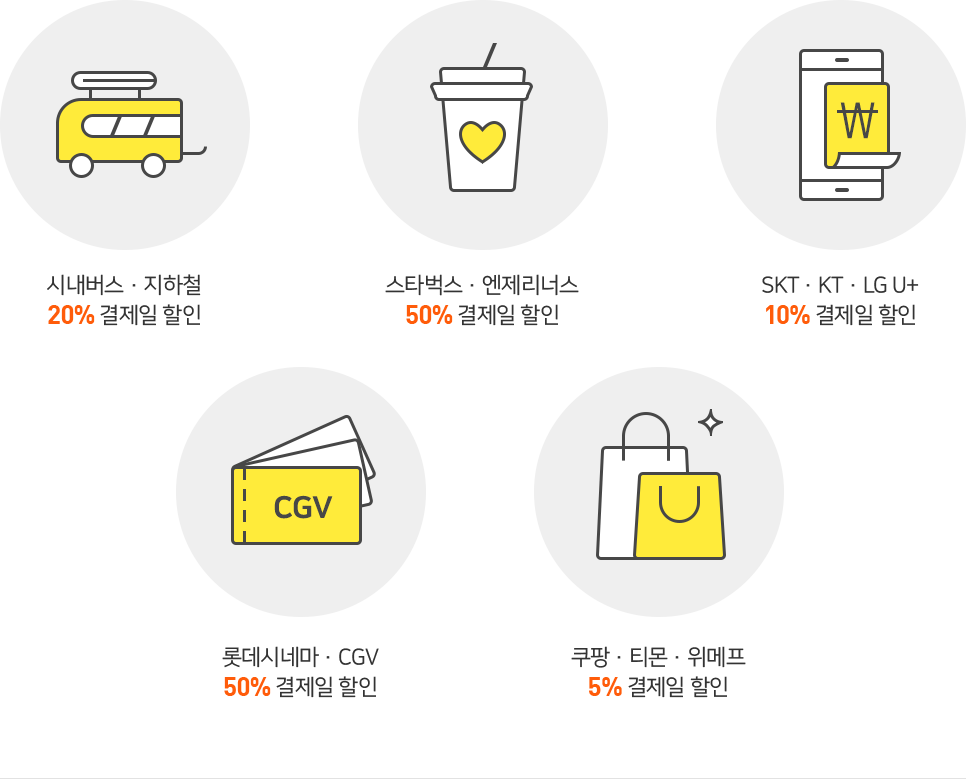 ₩
시내버스 · 지하철
20% 결제일 할인
스타벅스 · 엔제리너스
50% 결제일 할인
SKT · KT · LG U+
10% 결제일 할인
CGV
롯데시네마 · CGV
50% 결제일 할인
쿠팡 · 티몬 · 위메프
5% 결제일 할인